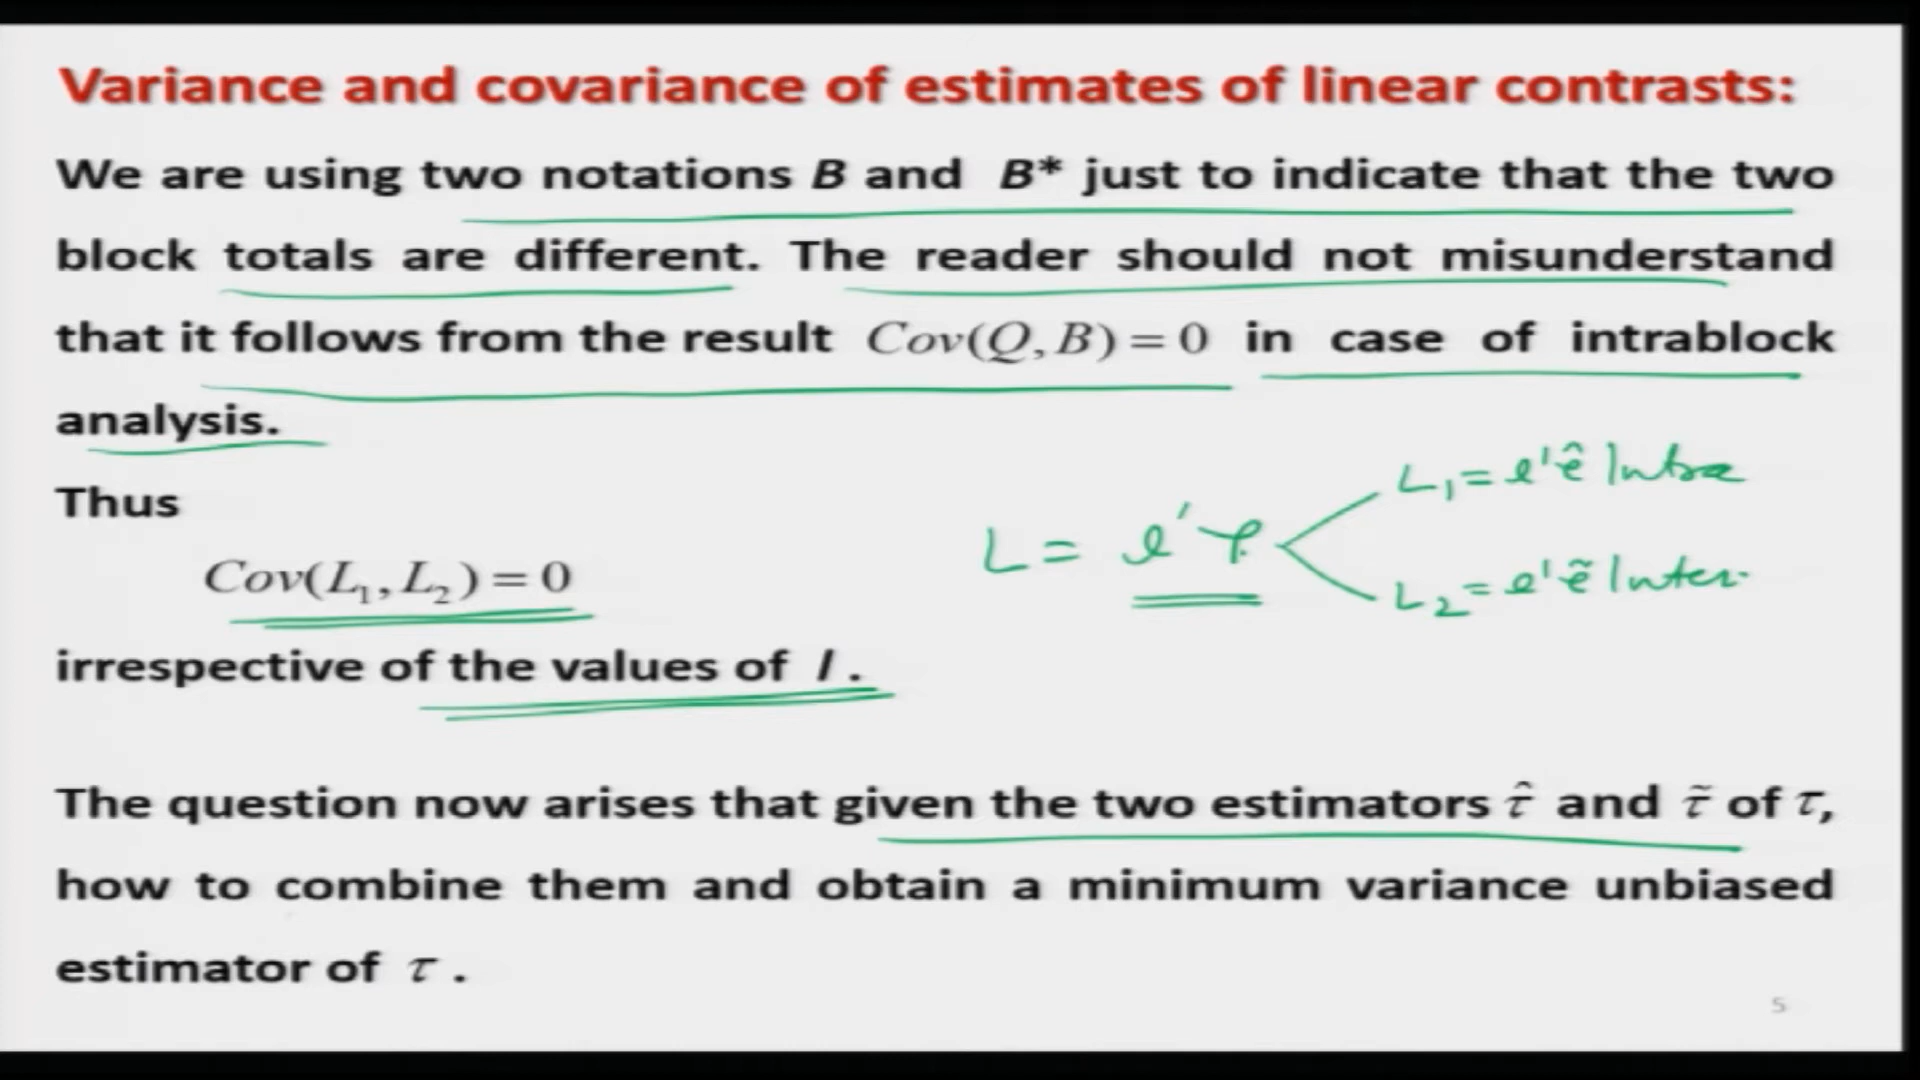 Variance and covariance of estimates of linear contrasts:
We are using two notations B and B* just to indicate that the two
block totals are different. The reader should not misunderstand
that it follows from the result Cov(Q, B) = 0 in case of intrablock
analysis.
Thus
Cov(L₁, L₂) = 0
L = l'τ
L₁ = l'τ̂ Intra
L₂ = l'τ̃ Inter.
irrespective of the values of l .
The question now arises that given the two estimators τ̂ and τ̃ of τ,
how to combine them and obtain a minimum variance unbiased
estimator of τ .
5